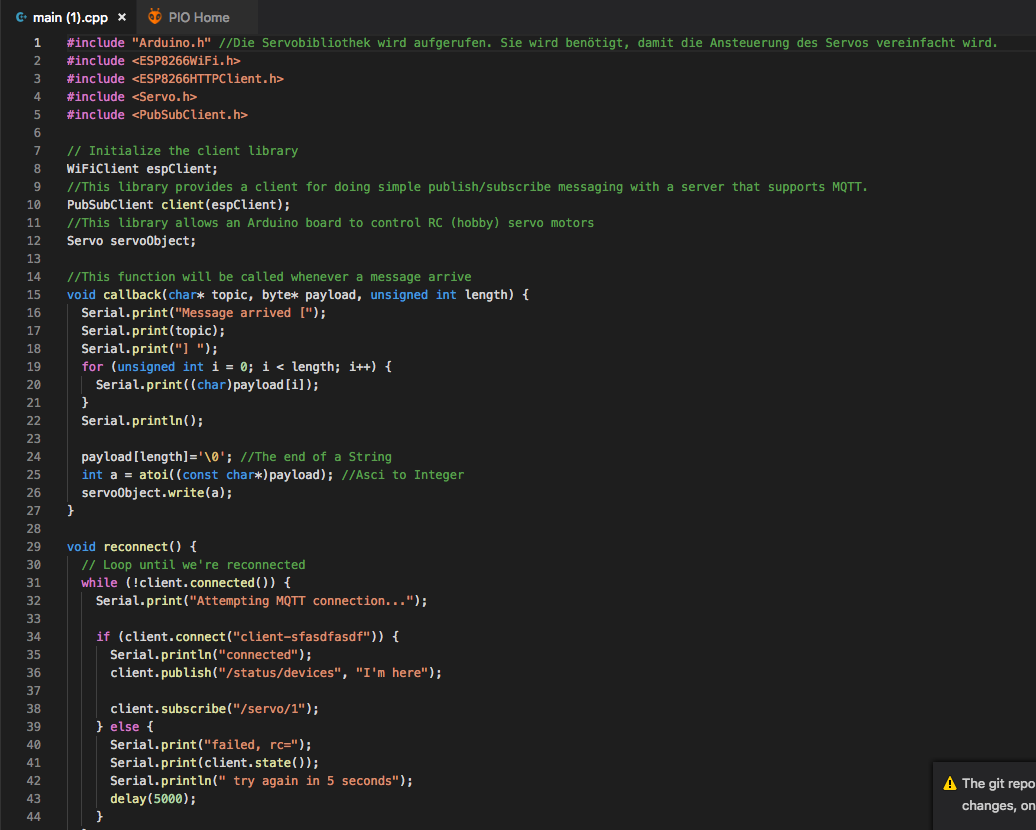 main (1).cpp × PIO Home
1 #include "Arduino.h" //Die Servobibliothek wird aufgerufen. Sie wird benötigt, damit die Ansteuerung des Servos vereinfacht wird.
2 #include <ESP8266WiFi.h>
3 #include <ESP8266HTTPClient.h>
4 #include <Servo.h>
5 #include <PubSubClient.h>
6
7 // Initialize the client library
8 WiFiClient espClient;
9 //This library provides a client for doing simple publish/subscribe messaging with a server that supports MQTT.
10 PubSubClient client(espClient);
11 //This library allows an Arduino board to control RC (hobby) servo motors
12 Servo servoObject;
13
14 //This function will be called whenever a message arrive
15 void callback(char* topic, byte* payload, unsigned int length) {
16 Serial.print("Message arrived [");
17 Serial.print(topic);
18 Serial.print("] ");
19 for (unsigned int i = 0; i < length; i++) {
20 Serial.print((char)payload[i]);
21 }
22 Serial.println();
23
24 payload[length]='\0'; //The end of a String
25 int a = atoi((const char*)payload); //Asci to Integer
26 servoObject.write(a);
27 }
28
29 void reconnect() {
30 // Loop until we're reconnected
31 while (!client.connected()) {
32 Serial.print("Attempting MQTT connection...");
33
34 if (client.connect("client-sfasdfasdf")) {
35 Serial.println("connected");
36 client.publish("/status/devices", "I'm here");
37
38 client.subscribe("/servo/1");
39 } else {
40 Serial.print("failed, rc=");
41 Serial.print(client.state());
42 Serial.println(" try again in 5 seconds");
43 delay(5000);
44 }
The git repo
changes, on